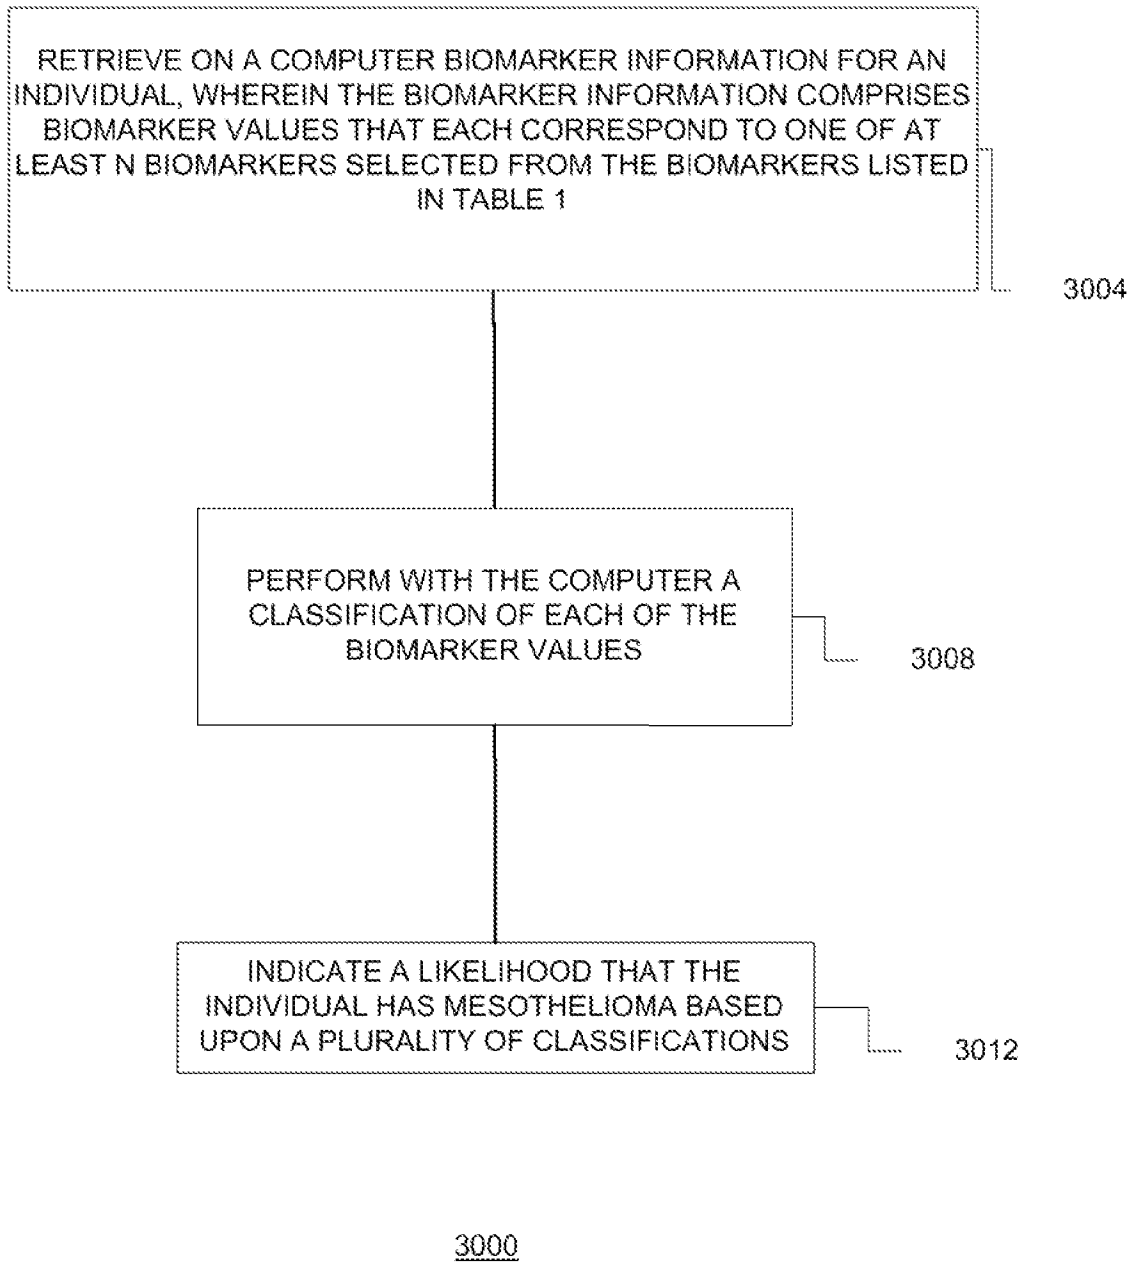 RETRIEVE ON A COMPUTER BIOMARKER INFORMATION FOR AN
INDIVIDUAL, WHEREIN THE BIOMARKER INFORMATION COMPRISES
BIOMARKER VALUES THAT EACH CORRESPOND TO ONE OF AT
LEAST N BIOMARKERS SELECTED FROM THE BIOMARKERS LISTED
IN TABLE 1
3004
PERFORM WITH THE COMPUTER A
CLASSIFICATION OF EACH OF THE
BIOMARKER VALUES
3008
INDICATE A LIKELIHOOD THAT THE
INDIVIDUAL HAS MESOTHELIOMA BASED
UPON A PLURALITY OF CLASSIFICATIONS
3012
3000